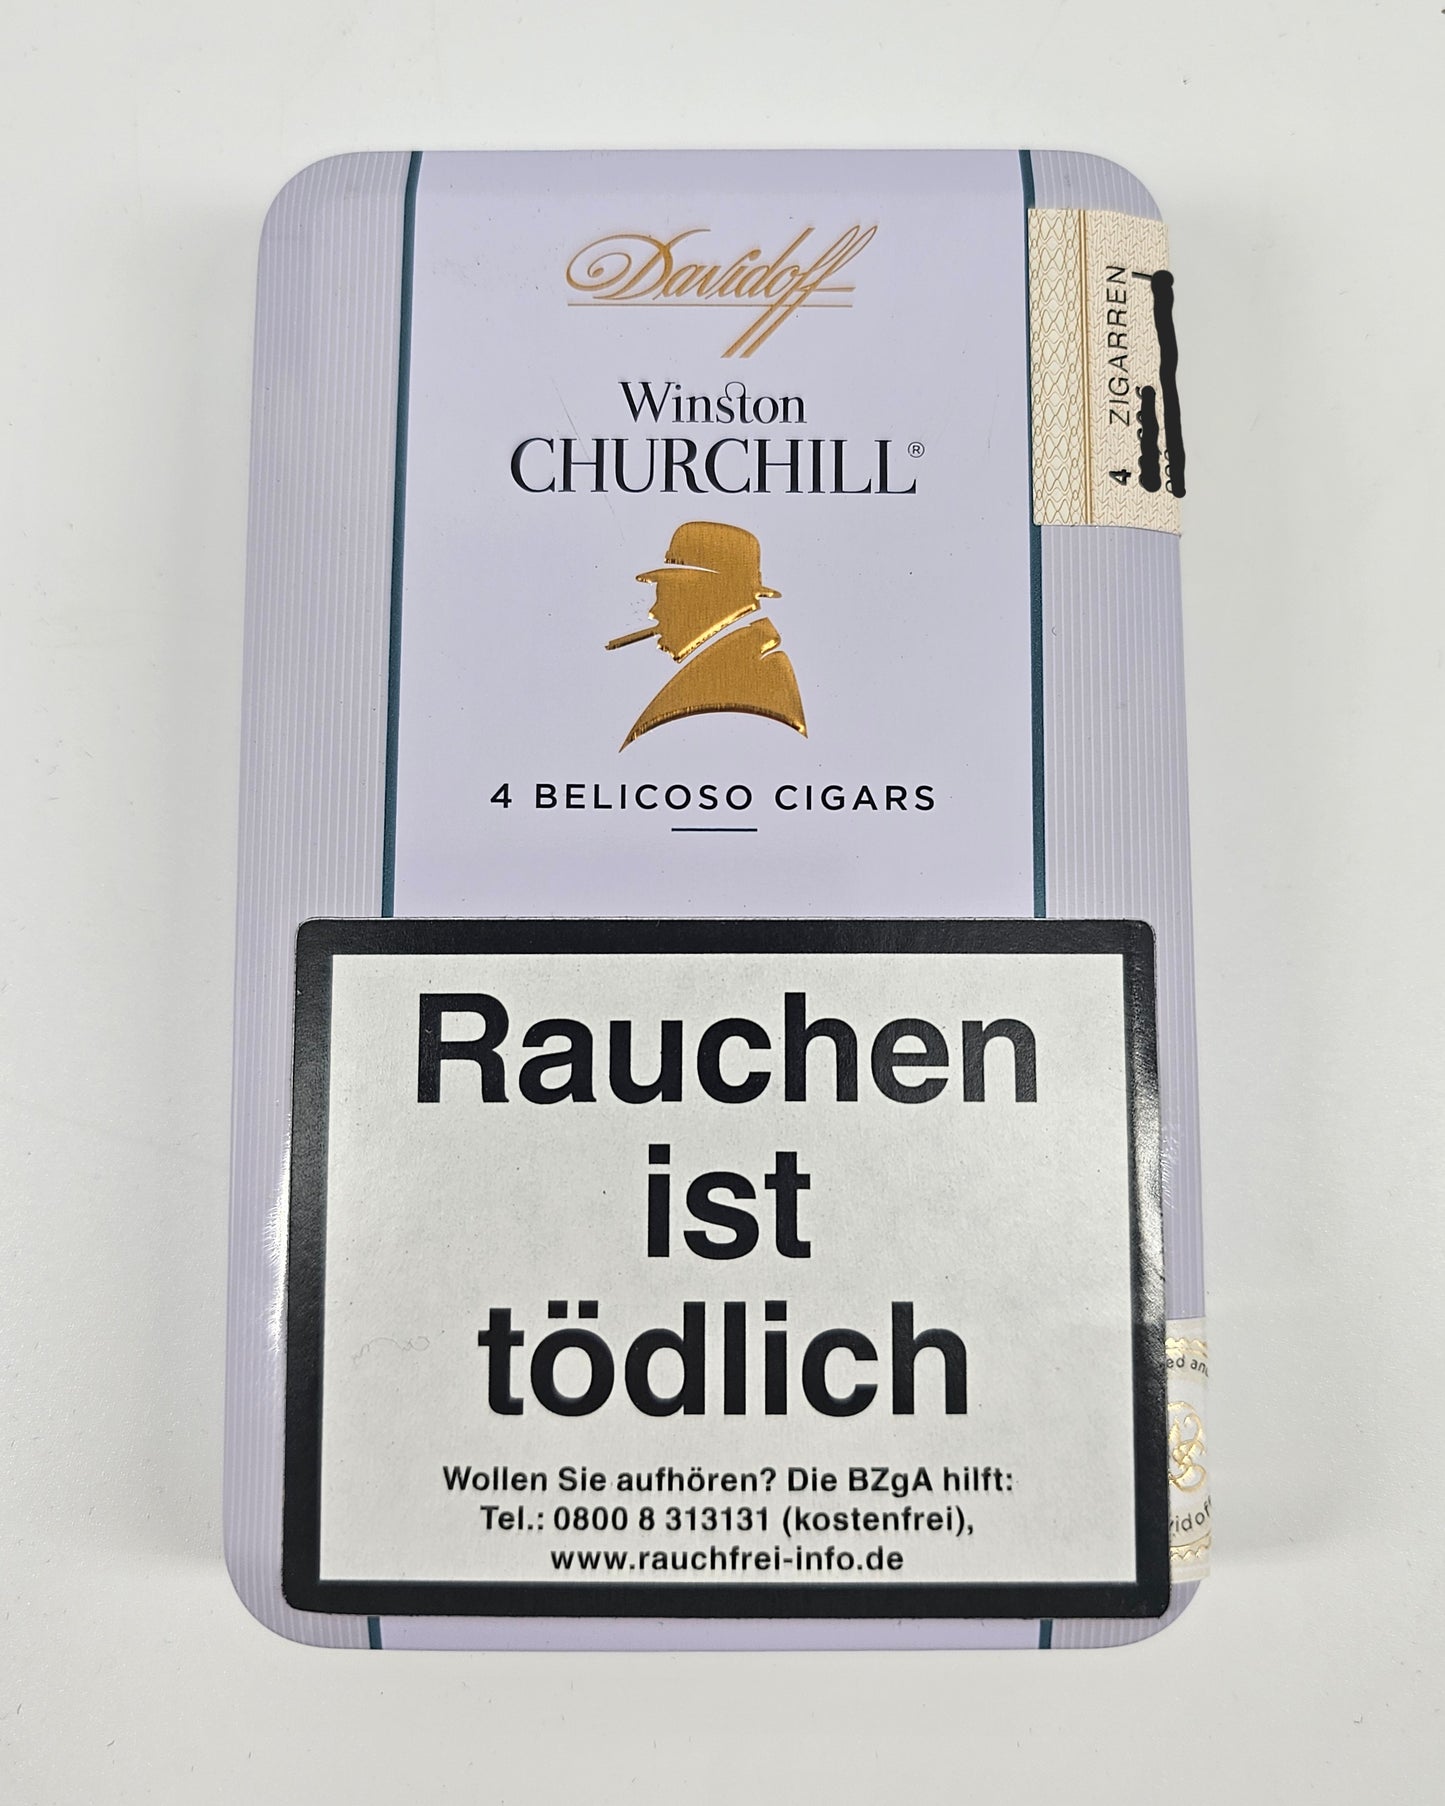 Davidoff
Winston
CHURCHILL®
4 BELICOSO CIGARS
4 ZIGARREN
Rauchen
ist
tödlich
Wollen Sie aufhören? Die BZgA hilft:
Tel.: 0800 8 313131 (kostenfrei),
www.rauchfrei-info.de